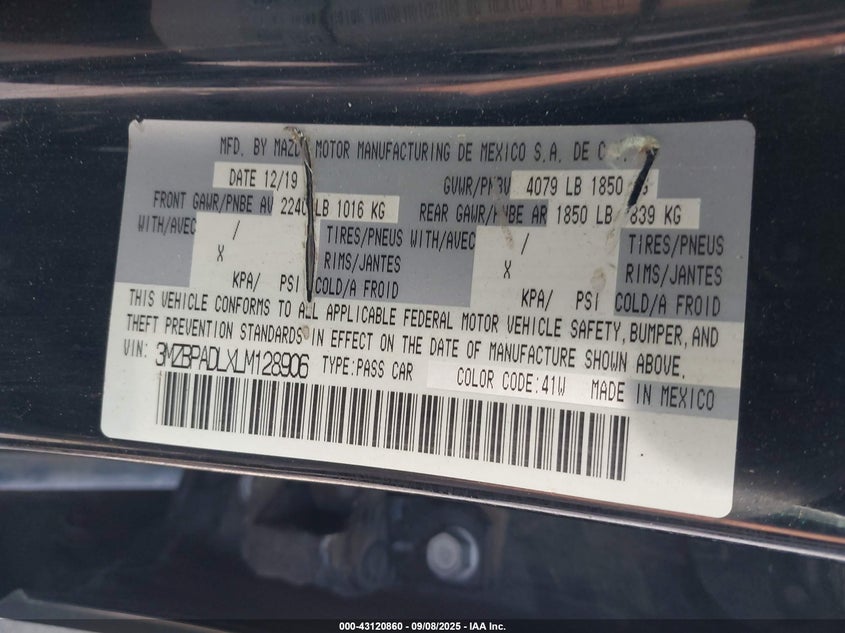 MFD. BY MAZDA MOTOR MANUFACTURING DE MEXICO S.A. DE C
DATE 12/19 GVWR/PNBV 4079 LB 1850 KG
FRONT GAWR/PNBE AV 2240 LB 1016 KG REAR GAWR/PNBE AR 1850 LB 839 KG
WITH/AVEC / TIRES/PNEUS WITH/AVEC / TIRES/PNEUS
X RIMS/JANTES X RIMS/JANTES
KPA/ PSI COLD/A FROID KPA/ PSI COLD/A FROID
THIS VEHICLE CONFORMS TO ALL APPLICABLE FEDERAL MOTOR VEHICLE SAFETY, BUMPER, AND
THEFT PREVENTION STANDARDS IN EFFECT ON THE DATE OF MANUFACTURE SHOWN ABOVE.
VIN: 3MZBPADLXLM128906 TYPE:PASS CAR COLOR CODE:41W MADE IN MEXICO
000-43120860 - 09/08/2025 - IAA Inc.